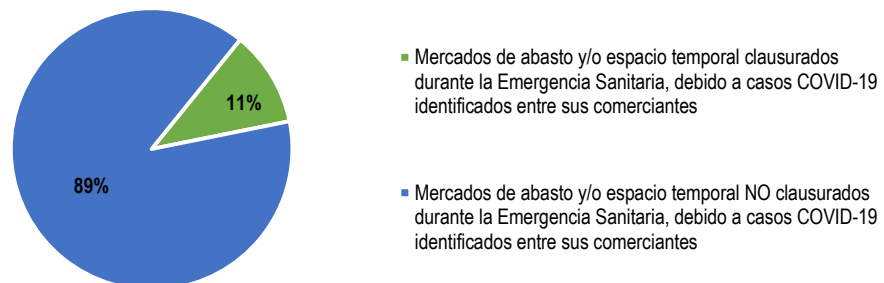 11%
89%
Mercados de abasto y/o espacio temporal clausurados
durante la Emergencia Sanitaria, debido a casos COVID-19
identificados entre sus comerciantes
Mercados de abasto y/o espacio temporal NO clausurados
durante la Emergencia Sanitaria, debido a casos COVID-19
identificados entre sus comerciantes